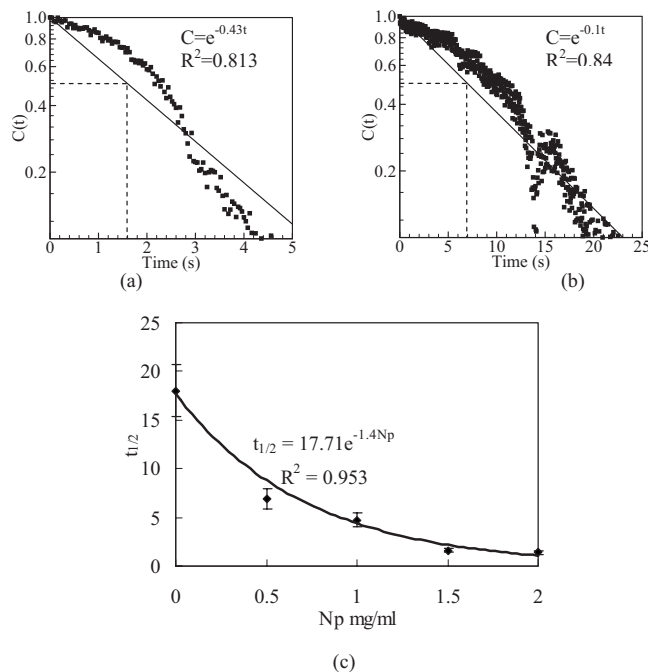 1.0
0.8
0.6
0.4
0.2
C(t)
C=e^-0.43t
R^2=0.813
0 1 2 3 4 5
Time (s)
(a)
1.0
0.8
0.6
0.4
0.2
C(t)
C=e^-0.1t
R^2=0.84
0 5 10 15 20 25
Time (s)
(b)
25
20
15
10
5
0
t1/2
t1/2 = 17.71e^-1.4Np
R^2 = 0.953
0 0.5 1 1.5 2
Np mg/ml
(c)